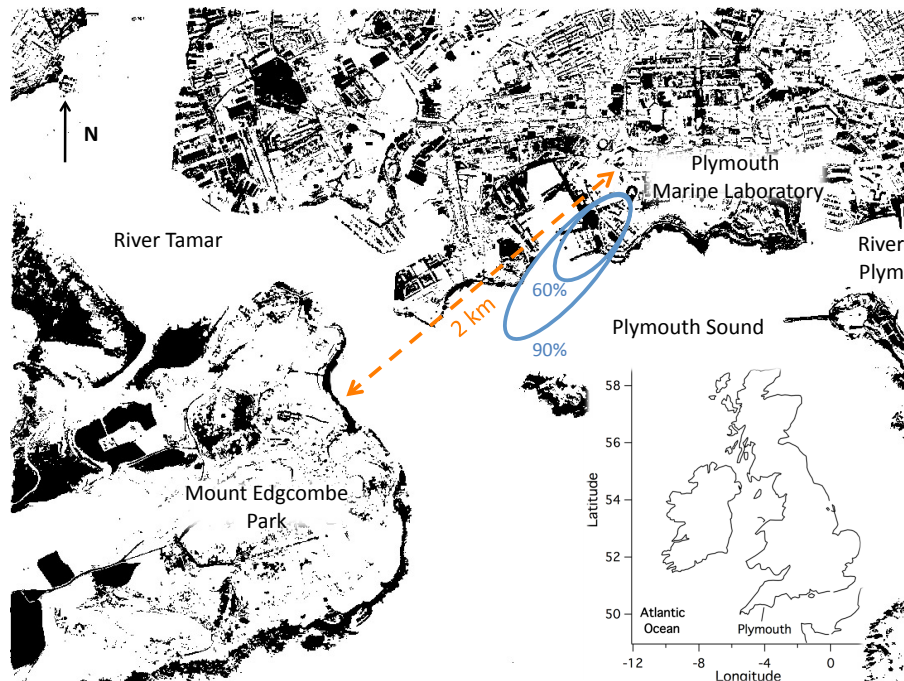 N
Plymouth
Marine Laboratory
River Tamar
River
Plym
60%
2 km
Plymouth Sound
90%
Mount Edgcombe
Park
58
56
54
52
50
Latitude
Atlantic
Ocean
Plymouth
-12
-8
-4
0
Longitude